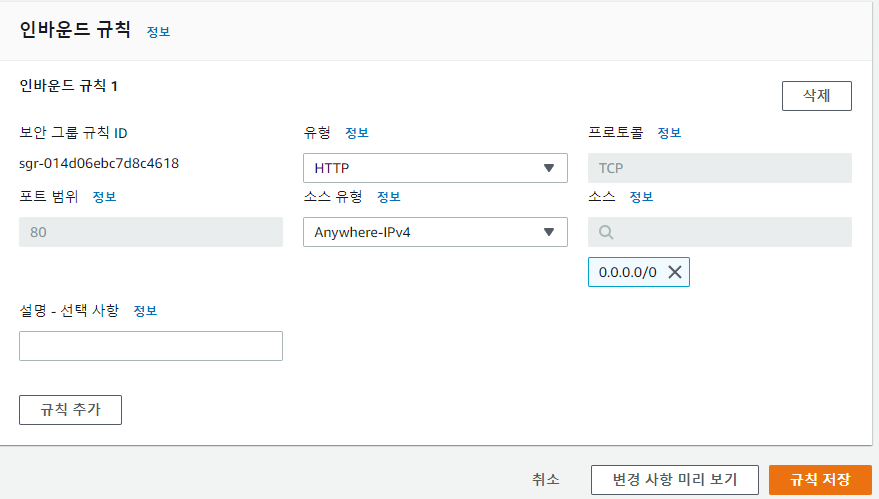 인바운드 규칙 정보
인바운드 규칙 1
삭제
보안 그룹 규칙 ID
유형 정보
프로토콜 정보
sgr-014d06ebc7d8c4618
HTTP
TCP
포트 범위 정보
소스 유형 정보
소스 정보
80
Anywhere-IPv4
0.0.0.0/0
설명 - 선택 사항 정보
규칙 추가
취소
변경 사항 미리 보기
규칙 저장